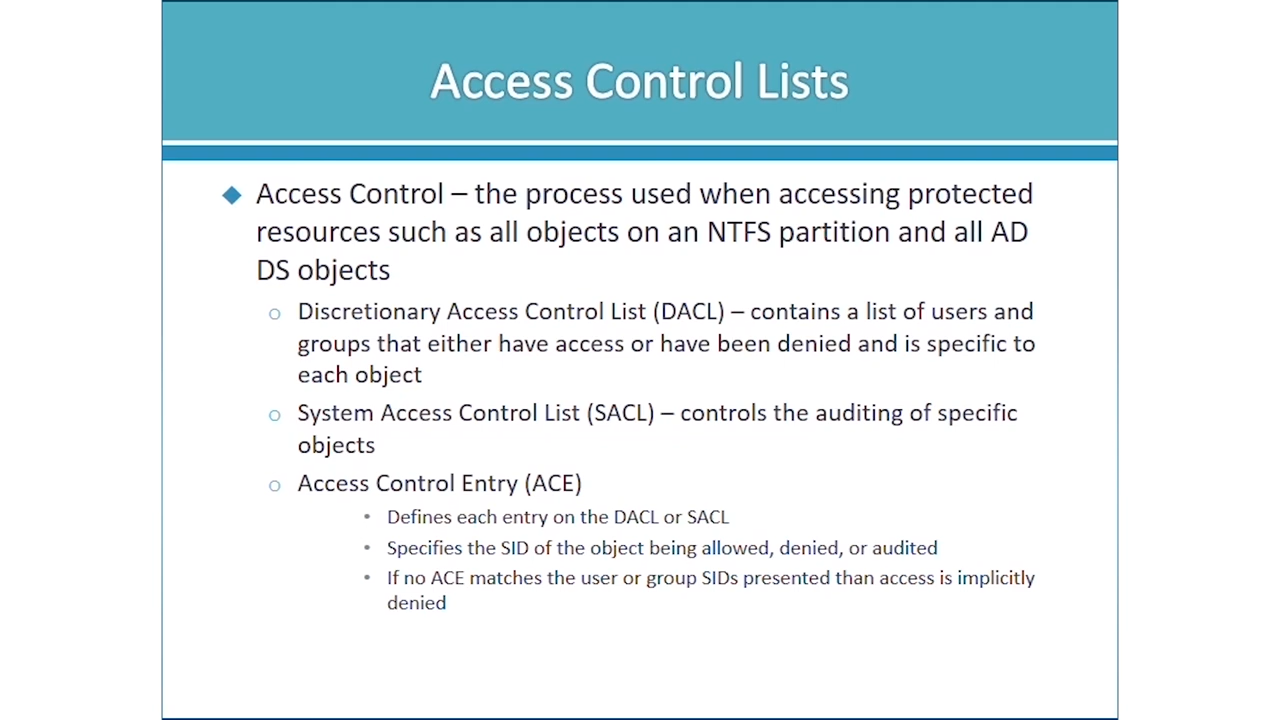 Access Control Lists
Access Control – the process used when accessing protected
resources such as all objects on an NTFS partition and all AD
DS objects
Discretionary Access Control List (DACL) – contains a list of users and
groups that either have access or have been denied and is specific to
each object
System Access Control List (SACL) – controls the auditing of specific
objects
Access Control Entry (ACE)
Defines each entry on the DACL or SACL
Specifies the SID of the object being allowed, denied, or audited
If no ACE matches the user or group SIDs presented than access is implicitly
denied